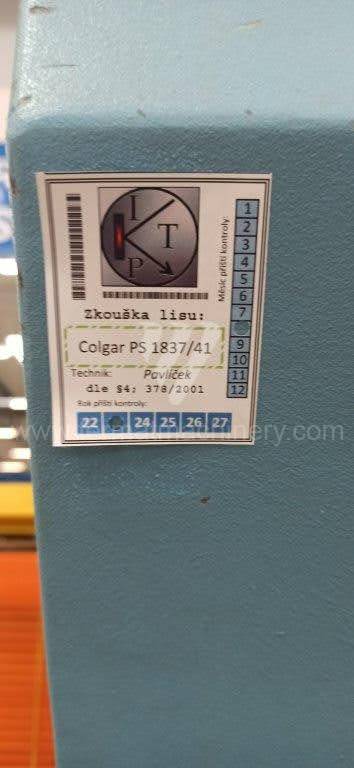 I
T
P
Zkouška lisu:
Colgar PS 1837/41
Technik: Pavlíček
dle §4; 378/2001
Rok příští kontroly:
22 24 25 26 27
Měsíc příští kontroly:
1
2
3
4
5
6
7
9
10
11
12